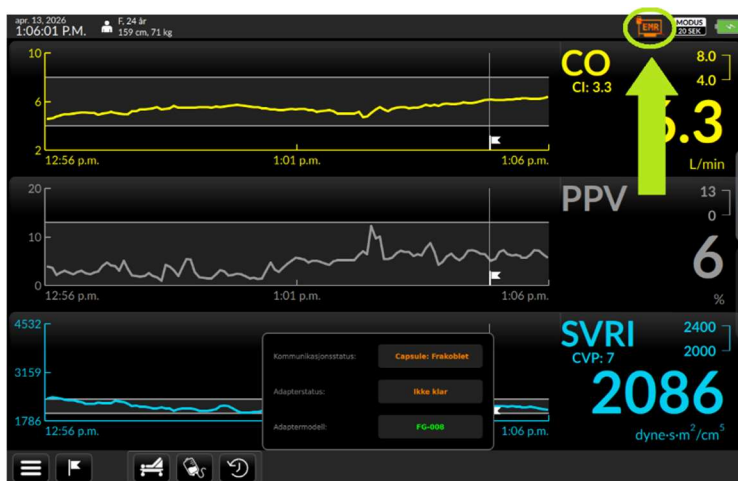 apr. 13, 2026
1:06:01 P.M.
F, 24 år
159 cm, 71 kg
EMR
MODUS
20 SEK
10
6
2
12:56 p.m.
1:01 p.m.
1:06 p.m.
CO
CI: 3.3
8.0
4.0
.3
L/min
20
10
0
12:56 p.m.
1:01 p.m.
1:06 p.m.
PPV
13
0
6
%
4532
3159
1786
12:56 p.m.
1:06 p.m.
SVRI
CVP: 7
2400
2000
2086
dyne-s-m²/cm⁵
Kommunikasjonsstatus:
Capsule: Frakoblet
Adapterstatus:
Ikke klar
Adaptermodell:
FG-008